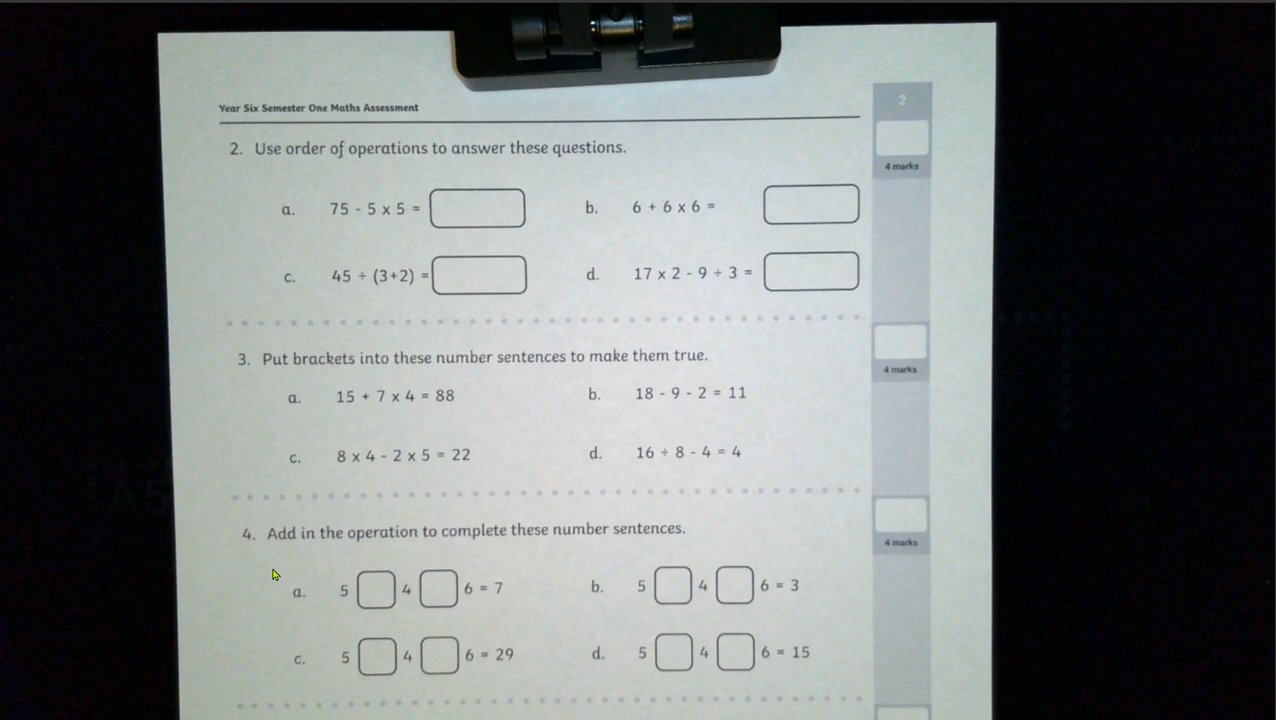 Year Six Semester One Maths Assessment
2
4 marks
2. Use order of operations to answer these questions.
a. 75 - 5 x 5 =
b. 6 + 6 x 6 =
c. 45 ÷ (3+2) =
d. 17 x 2 - 9 ÷ 3 =
3. Put brackets into these number sentences to make them true.
4 marks
a. 15 + 7 x 4 = 88
b. 18 - 9 - 2 = 11
c. 8 x 4 - 2 x 5 = 22
d. 16 ÷ 8 - 4 = 4
4. Add in the operation to complete these number sentences.
4 marks
a. 5 4 6 = 7
b. 5 4 6 = 3
c. 5 4 6 = 29
d. 5 4 6 = 15